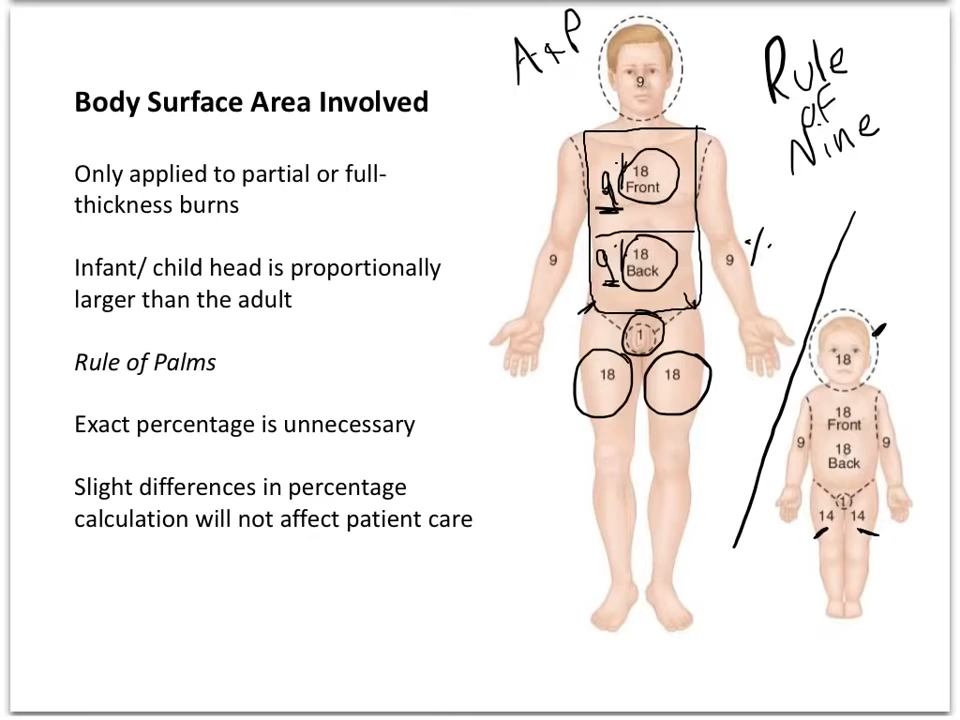 Body Surface Area Involved
Only applied to partial or full-
thickness burns
Infant/ child head is proportionally
larger than the adult
Rule of Palms
Exact percentage is unnecessary
Slight differences in percentage
calculation will not affect patient care
A+P
Rule
of
Nine
9
18
Front
9%
18
Back
9%
9
9 %
1
18
18
18
18
Front
18
Back
9
9
1
14
14